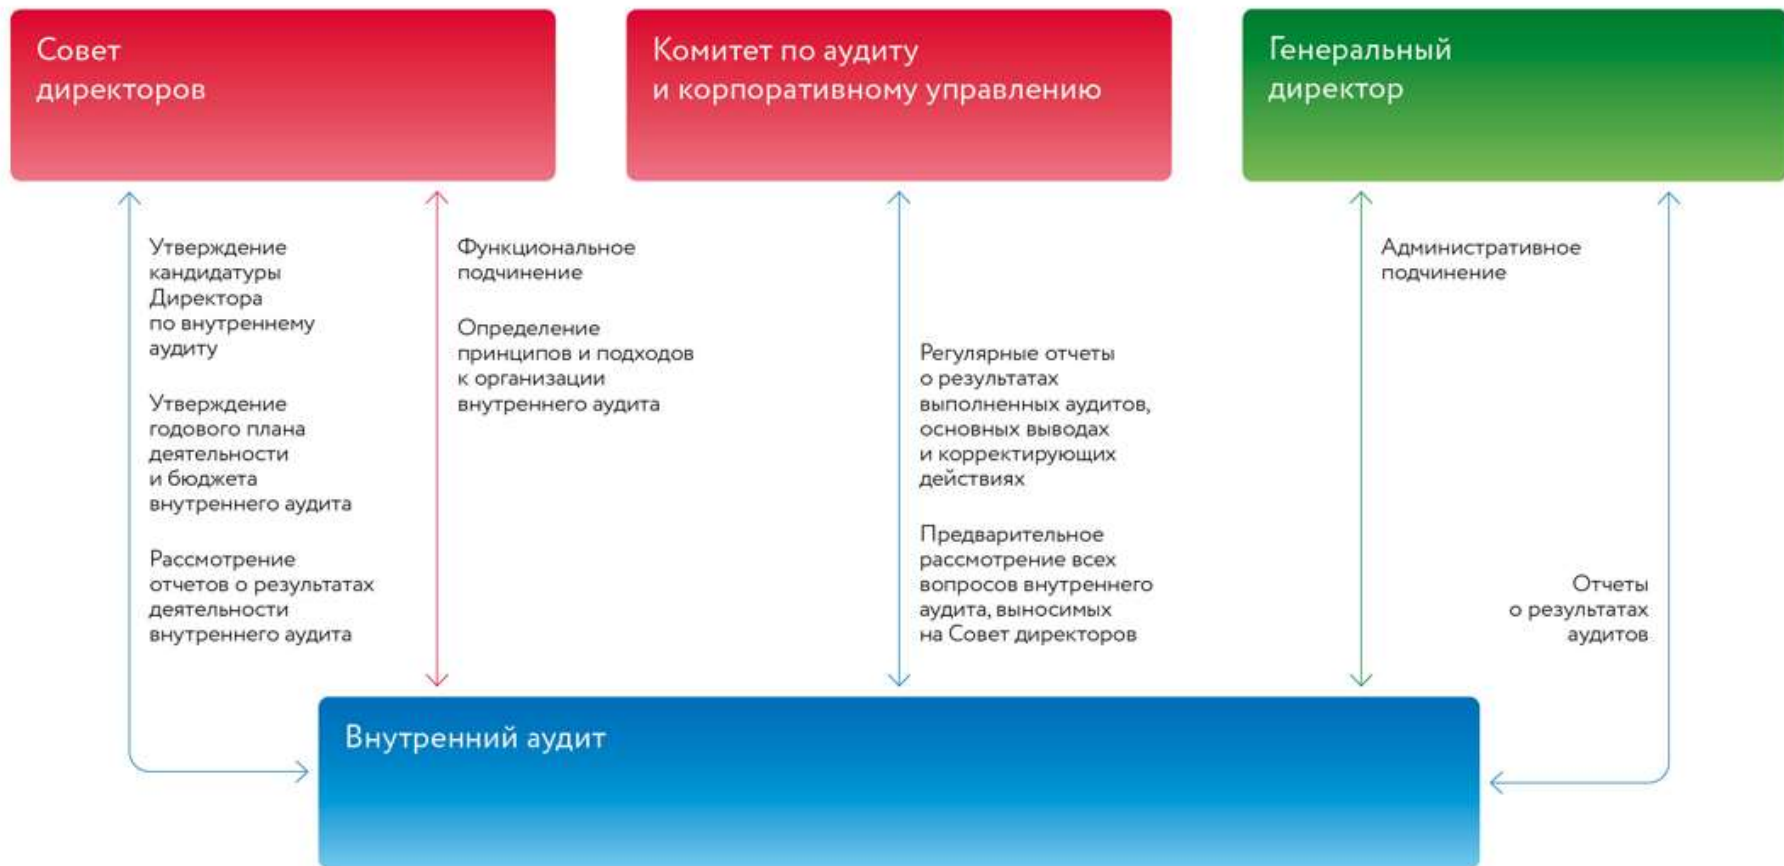 Совет
директоров
Комитет по аудиту
и корпоративному управлению
Генеральный
директор
Утверждение
кандидатуры
Директора
по внутреннему
аудиту
Утверждение
годового плана
деятельности
и бюджета
внутреннего аудита
Рассмотрение
отчетов о результатах
деятельности
внутреннего аудита
Функциональное
подчинение
Определение
принципов и подходов
к организации
внутреннего аудита
Регулярные отчеты
о результатах
выполненных аудитов,
основных выводах
и корректирующих
действиях
Предварительное
рассмотрение всех
вопросов внутреннего
аудита, выносимых
на Совет директоров
Административное
подчинение
Отчеты
о результатах
аудитов
Внутренний аудит